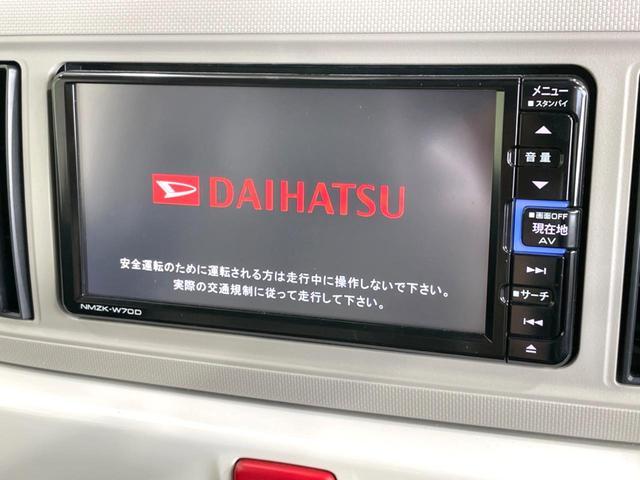 DAIHATSU
安全運転のために運転される方は走行中に操作しないで下さい。
実際の交通規制に従って走行して下さい。
NMZK-W70D
メニュー
■スタンバイ
音量
■画面OFF
現在地
AV
■サーチ